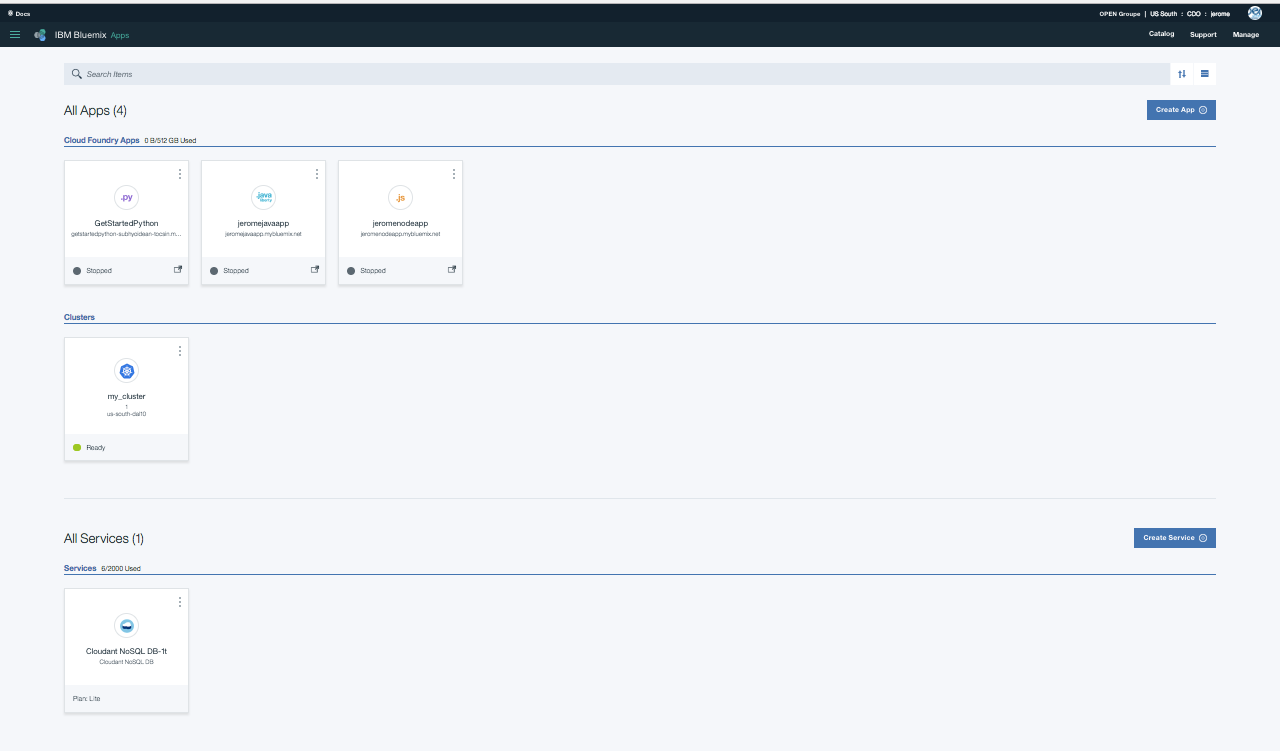 Docs
OPEN Groupe | US South : CDO : jerome
IBM Bluemix Apps
Catalog Support Manage
Search Items
All Apps (4)
Create App
Cloud Foundry Apps 0 B/512 GB Used
.py
GetStartedPython
getstartedpython-subhyoidean-tocsin.m...
Stopped
.java
liberty
jeromejavaapp
jeromejavaapp.mybluemix.net
Stopped
.js
jeromenodeapp
jeromenodeapp.mybluemix.net
Stopped
Clusters
my_cluster
1
us-south-dal10
Ready
All Services (1)
Create Service
Services 6/2000 Used
Cloudant NoSQL DB-1t
Cloudant NoSQL DB
Plan: Lite